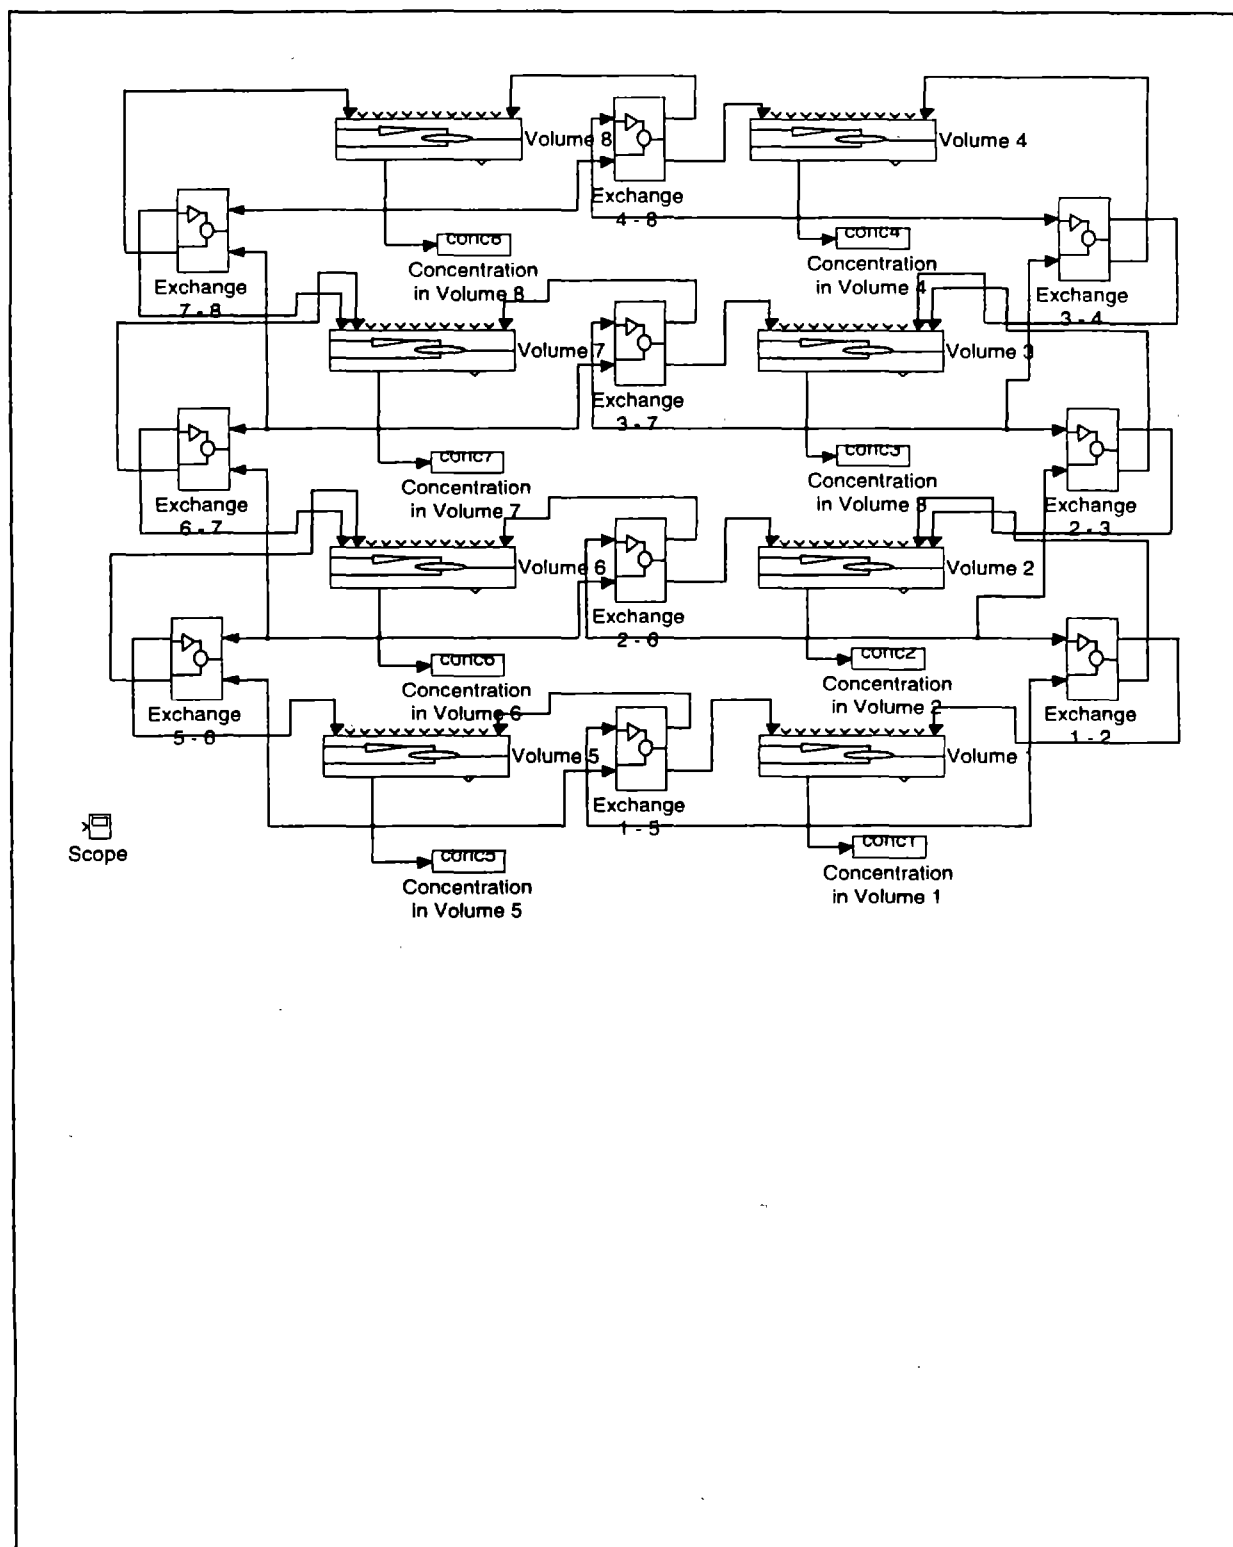 Volume 8
Volume 4
Exchange
4 - 8
Exchange
7 - 8
conc8
Concentration
in Volume 8
conc4
Concentration
in Volume 4
Exchange
3 - 4
Volume 7
Volume 3
Exchange
3 - 7
Exchange
6 - 7
conc7
Concentration
in Volume 7
conc3
Concentration
in Volume 3
Exchange
2 - 3
Volume 6
Volume 2
Exchange
2 - 6
Exchange
5 - 6
conc6
Concentration
in Volume 6
conc2
Concentration
in Volume 2
Exchange
1 - 2
Volume 5
Volume
Exchange
1 - 5
Scope
conc5
Concentration
in Volume 5
conc1
Concentration
in Volume 1